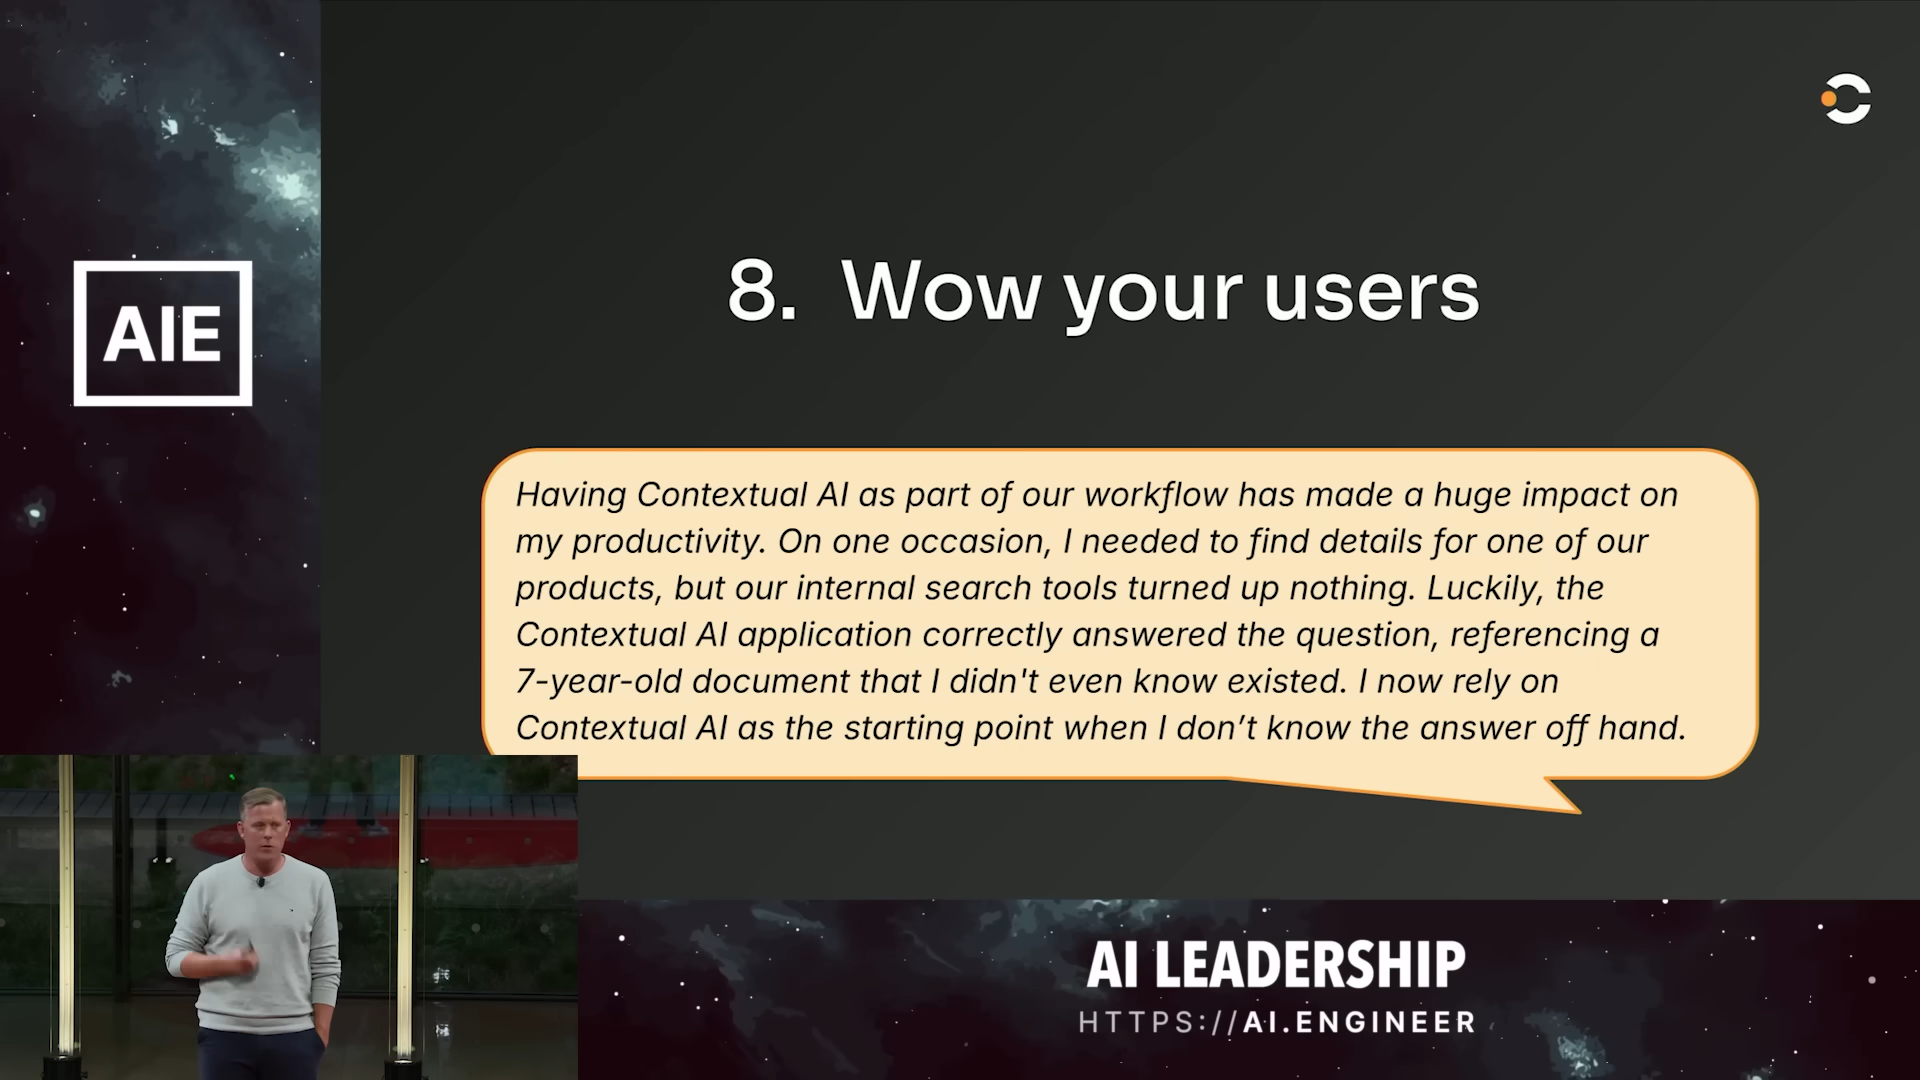 AIE
8. Wow your users
Having Contextual AI as part of our workflow has made a huge impact on
my productivity. On one occasion, I needed to find details for one of our
products, but our internal search tools turned up nothing. Luckily, the
Contextual AI application correctly answered the question, referencing a
7-year-old document that I didn't even know existed. I now rely on
Contextual AI as the starting point when I don’t know the answer off hand.
AI LEADERSHIP
HTTPS://AI.ENGINEER